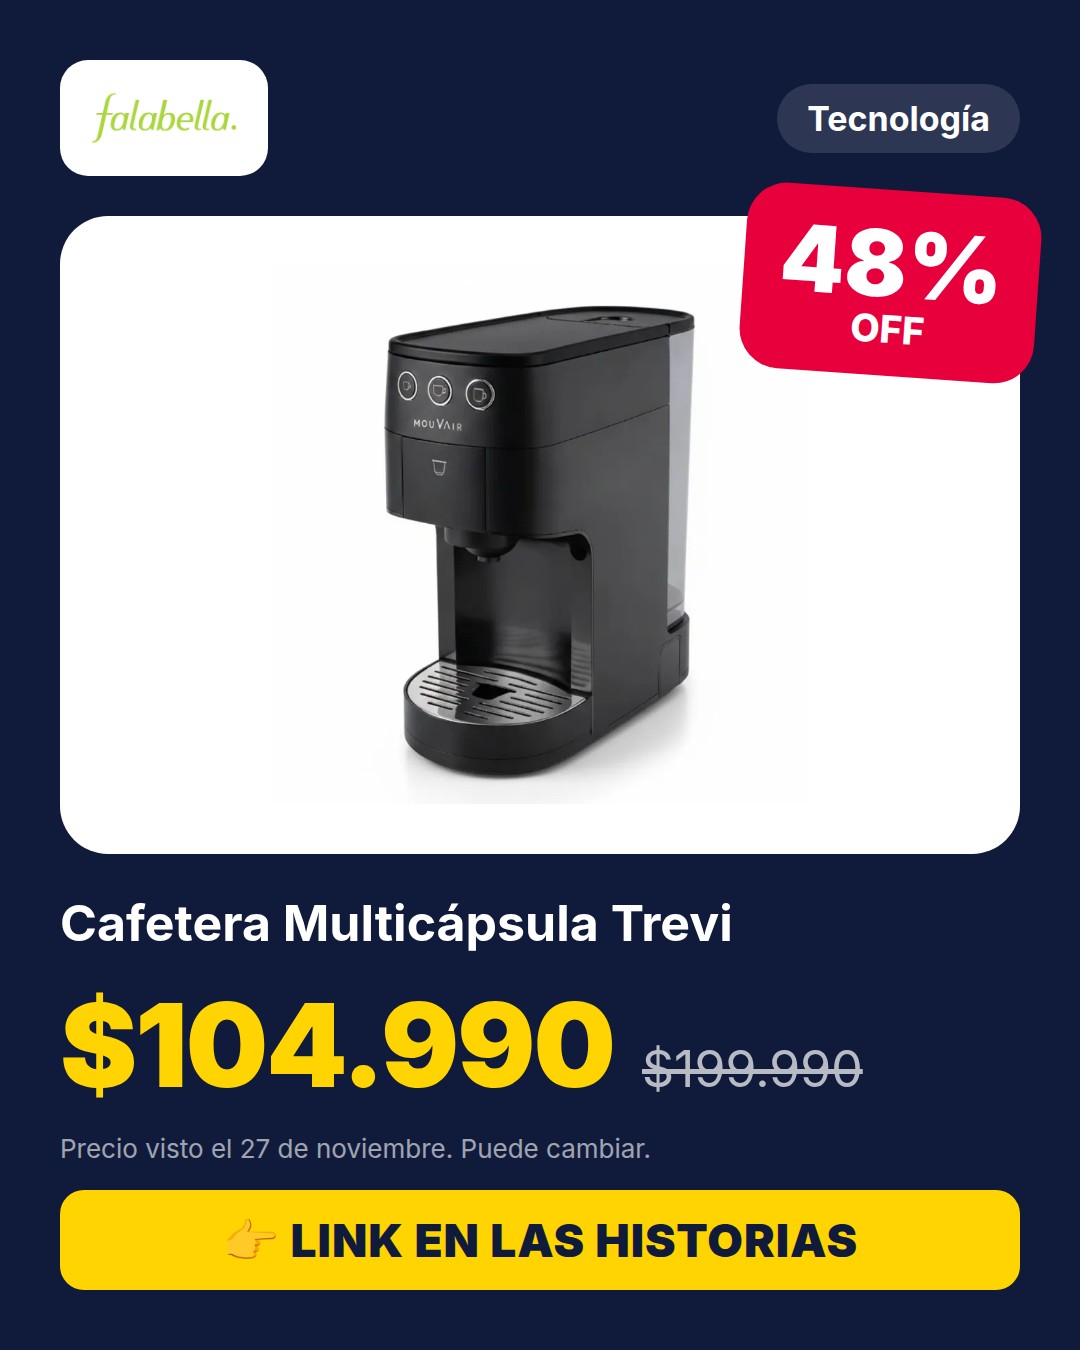 falabella.
Tecnología
48%
OFF
MOUVAIR
Cafetera Multicápsula Trevi
$104.990 $199.990
Precio visto el 27 de noviembre. Puede cambiar.
👉 LINK EN LAS HISTORIAS